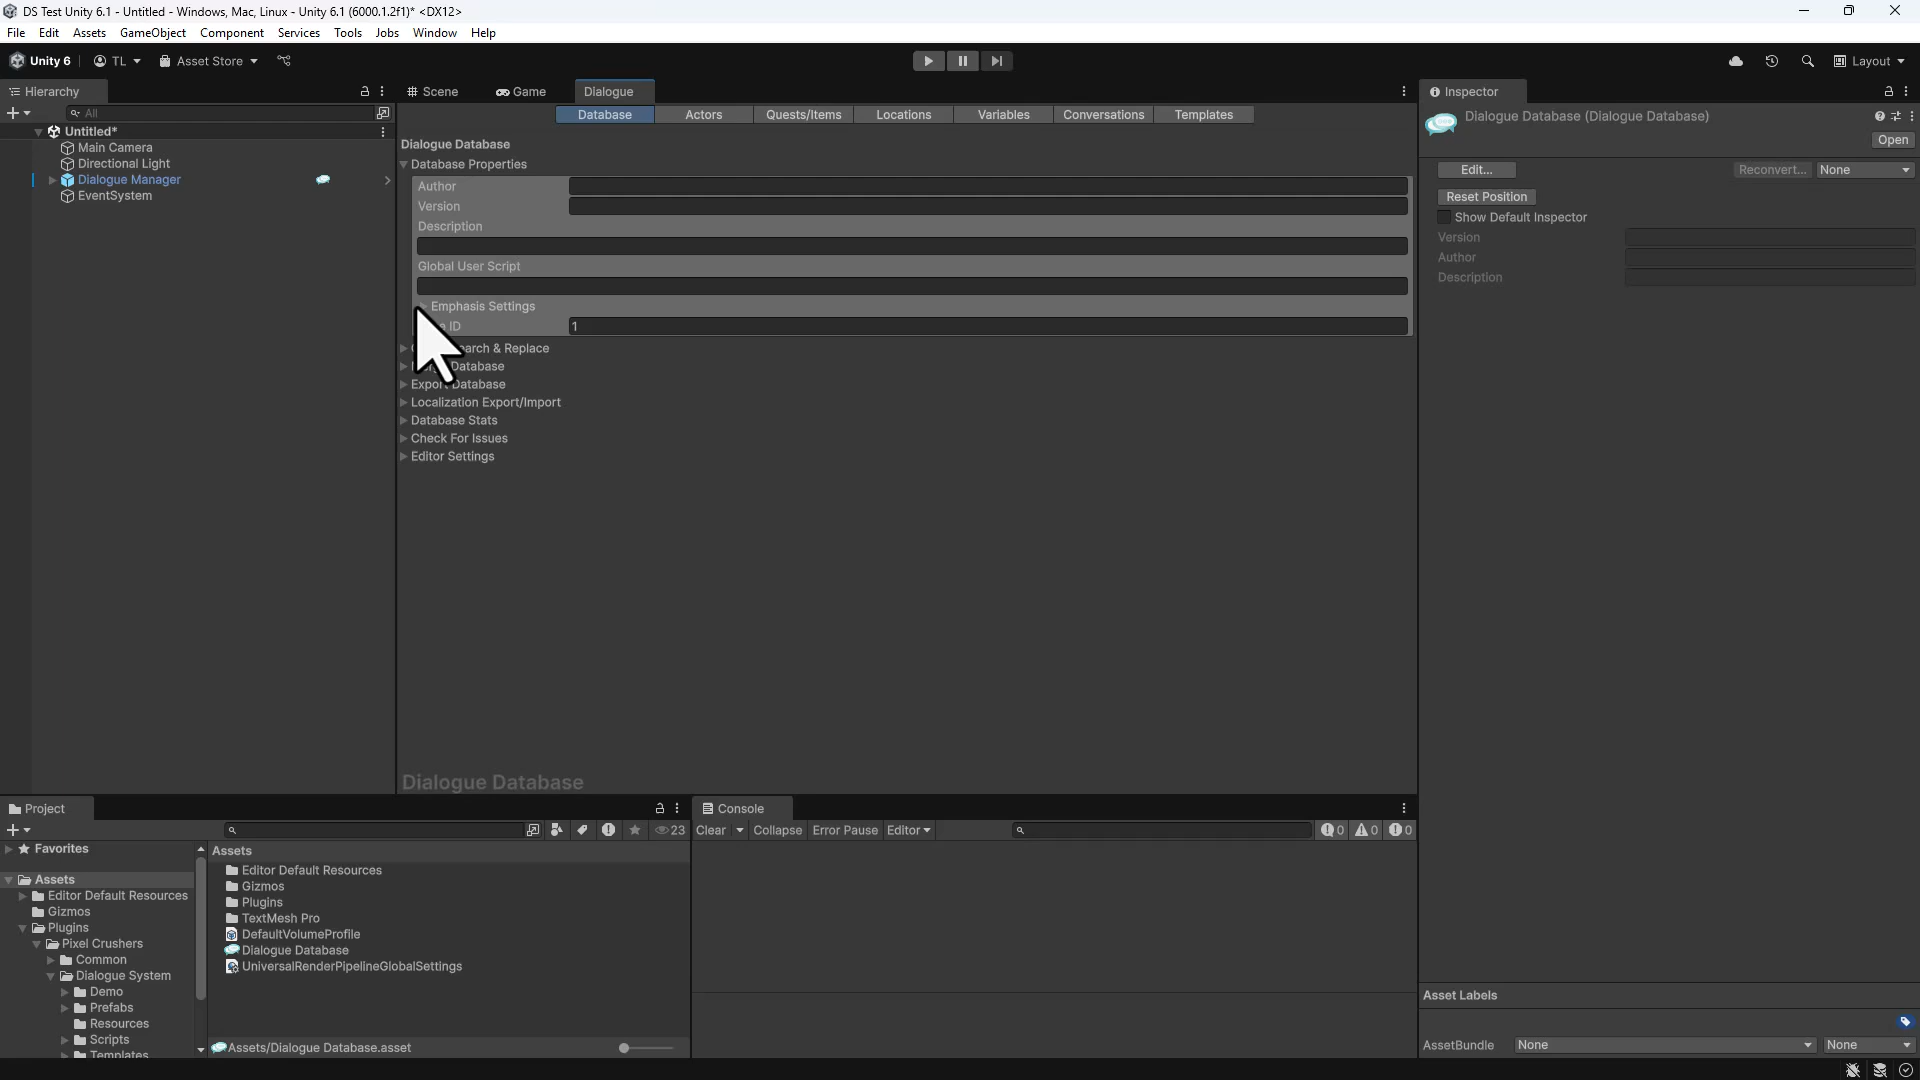 DS Test Unity 6.1 - Untitled - Windows, Mac, Linux - Unity 6.1 (6000.1.2f1)* <DX12>
File Edit Assets GameObject Component Services Tools Jobs Window Help
Unity 6 TL Asset Store Layout
Hierarchy
All
Untitled*
Main Camera
Directional Light
Dialogue Manager
EventSystem
Scene Game Dialogue
Database Actors Quests/Items Locations Variables Conversations Templates
Dialogue Database
Database Properties
Author
Version
Description
Global User Script
Emphasis Settings
ID 1
& Replace
Database
Export Database
Localization Export/Import
Database Stats
Check For Issues
Editor Settings
Dialogue Database
Inspector
Dialogue Database (Dialogue Database)
Open
Edit... Reconvert... None
Reset Position
Show Default Inspector
Version
Author
Description
Asset Labels
AssetBundle None None
Project
23
Favorites
Assets
Editor Default Resources
Gizmos
Plugins
Pixel Crushers
Common
Dialogue System
Demo
Prefabs
Resources
Scripts
Templates
Assets
Editor Default Resources
Gizmos
Plugins
TextMesh Pro
DefaultVolumeProfile
Dialogue Database
UniversalRenderPipelineGlobalSettings
Assets/Dialogue Database.asset
Console
Clear Collapse Error Pause Editor 0 0 0